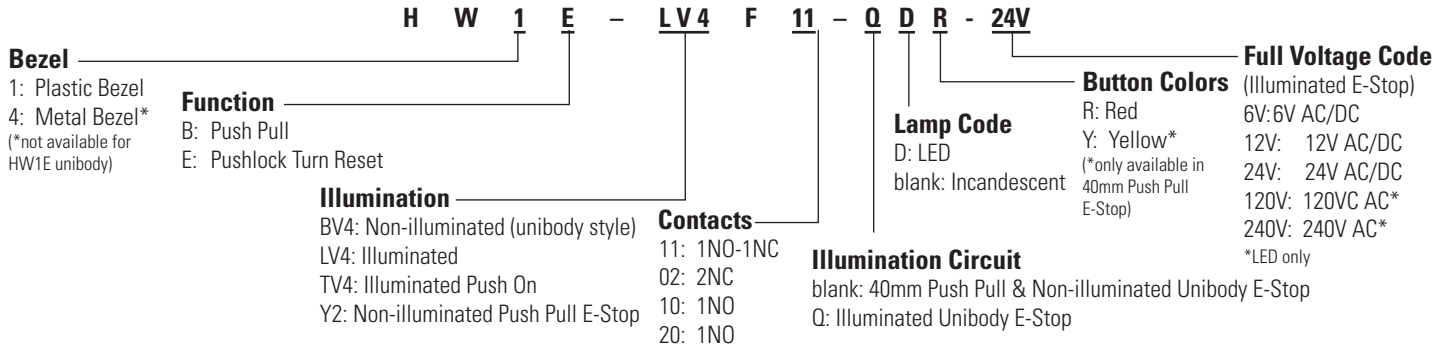 H W 1 E – LV4 F 11 – Q D R - 24V
Bezel
1: Plastic Bezel
4: Metal Bezel*
(*not available for
HW1E unibody)
Function
B: Push Pull
E: Pushlock Turn Reset
Illumination
BV4: Non-illuminated (unibody style)
LV4: Illuminated
TV4: Illuminated Push On
Y2: Non-illuminated Push Pull E-Stop
Contacts
11: 1NO-1NC
02: 2NC
10: 1NO
20: 1NO
Illumination Circuit
blank: 40mm Push Pull & Non-illuminated Unibody E-Stop
Q: Illuminated Unibody E-Stop
Lamp Code
D: LED
blank: Incandescent
Button Colors
R: Red
Y: Yellow*
(*only available in
40mm Push Pull
E-Stop)
Full Voltage Code
(Illuminated E-Stop)
6V: 6V AC/DC
12V: 12V AC/DC
24V: 24V AC/DC
120V: 120VC AC*
240V: 240V AC*
*LED only